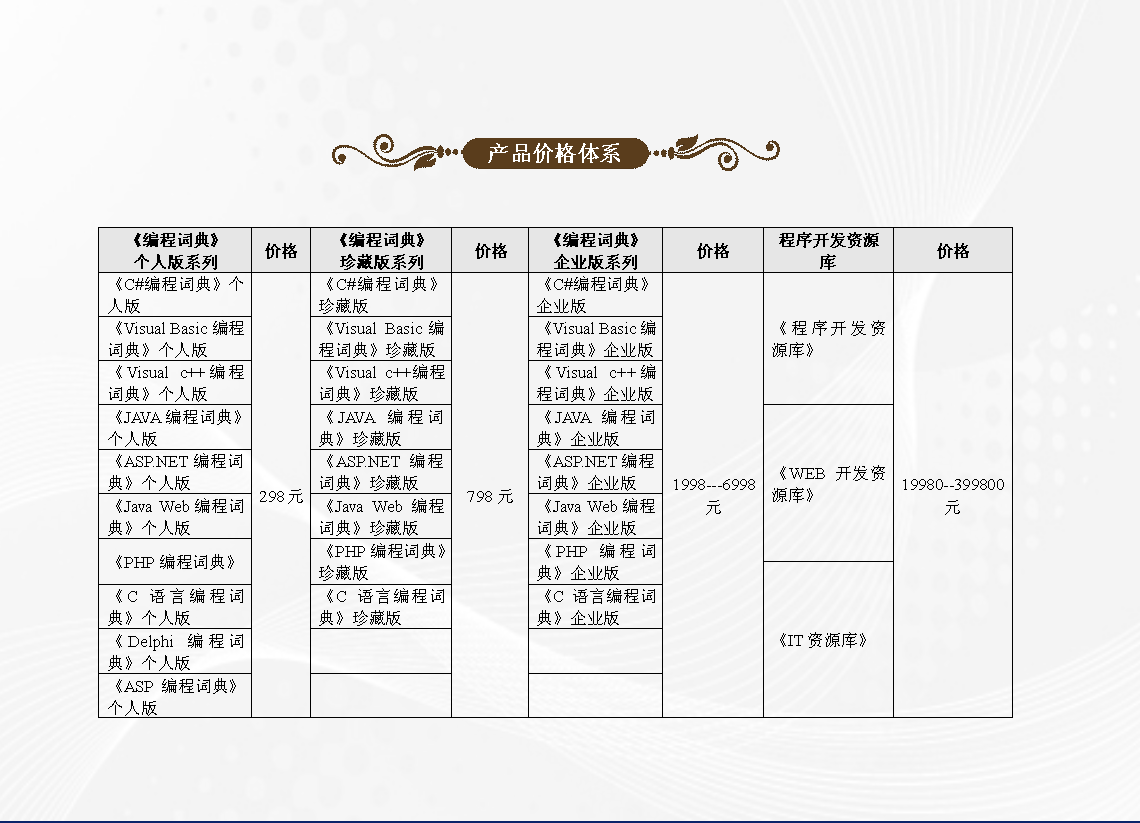 产品价格体系
《编程词典》
个人版系列
价格
《编程词典》
珍藏版系列
价格
《编程词典》
企业版系列
价格
程序开发资源
库
价格
《C#编程词典》个
人版
《C#编程词典》
珍藏版
《C#编程词典》
企业版
《Visual Basic 编程
词典》个人版
《Visual Basic 编
程词典》珍藏版
《Visual Basic 编
程词典》企业版
《程序开发资
源库》
《Visual c++编程
词典》个人版
《Visual c++编程
词典》珍藏版
《Visual c++编
程词典》企业版
《JAVA 编程词典》
个人版
《JAVA 编程词
典》珍藏版
《JAVA 编程词
典》企业版
《ASP.NET 编程词
典》个人版
《ASP.NET 编程
词典》珍藏版
《ASP.NET 编程
词典》企业版
《WEB 开发资
源库》
298 元
798 元
1998---6998
元
19980--399800
元
《Java Web 编程词
典》个人版
《Java Web 编程
词典》珍藏版
《Java Web 编程
词典》企业版
《PHP 编程词典》
《PHP 编程词典》
珍藏版
《PHP 编程词
典》企业版
《C 语言编程词
典》个人版
《C 语言编程词
典》珍藏版
《C 语言编程词
典》企业版
《Delphi 编程词
典》个人版
《IT 资源库》
《ASP 编程词典》
个人版